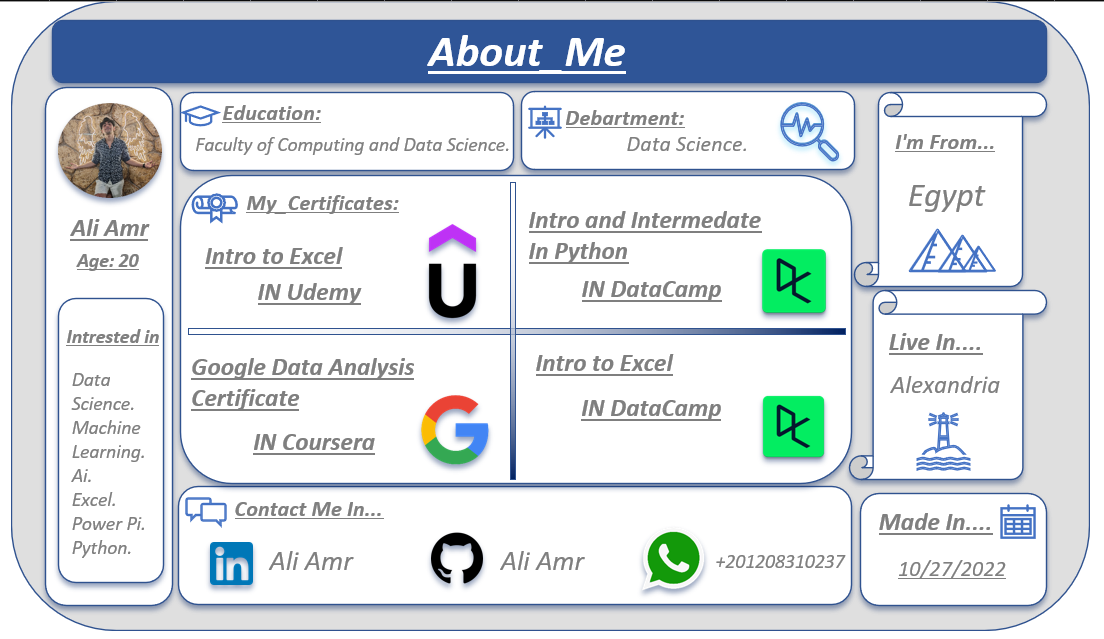 About_Me
Ali Amr
Age: 20
Intrested in
Data
Science.
Machine
Learning.
Ai.
Excel.
Power Pi.
Python.
Education:
Faculty of Computing and Data Science.
Debartment:
Data Science.
My_Certificates:
Intro to Excel
IN Udemy
Intro and Intermedate
In Python
IN DataCamp
Google Data Analysis
Certificate
IN Coursera
Intro to Excel
IN DataCamp
Contact Me In...
Ali Amr
Ali Amr
+201208310237
I'm From...
Egypt
Live In....
Alexandria
Made In....
10/27/2022